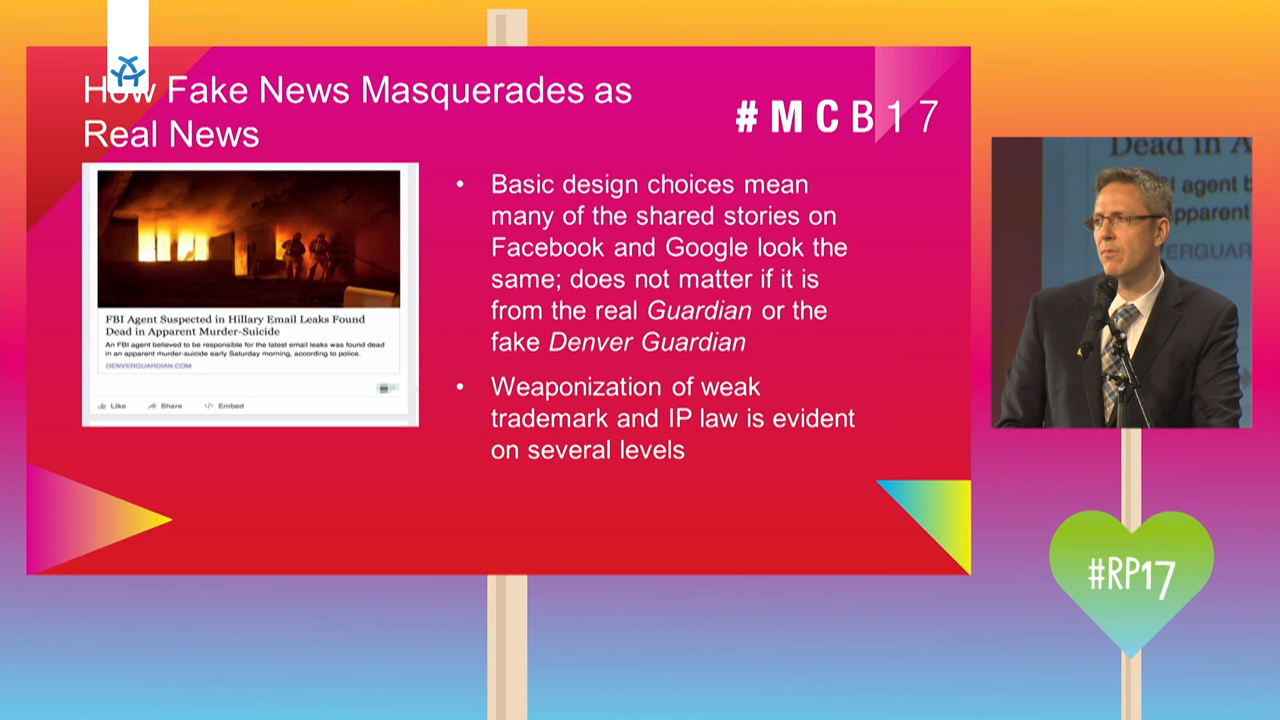 How Fake News Masquerades as
Real News
#MCB17
FBI Agent Suspected in Hillary Email Leaks Found
Dead in Apparent Murder-Suicide
An FBI agent believed to be responsible for the latest email leaks was found dead
in an apparent murder-suicide early Saturday morning, according to police.
DENVERGUARDIAN.COM
Like Share </> Embed
• Basic design choices mean
many of the shared stories on
Facebook and Google look the
same; does not matter if it is
from the real Guardian or the
fake Denver Guardian
• Weaponization of weak
trademark and IP law is evident
on several levels
Dead in A
I agent b
pparent
ERGUAR
#RP17